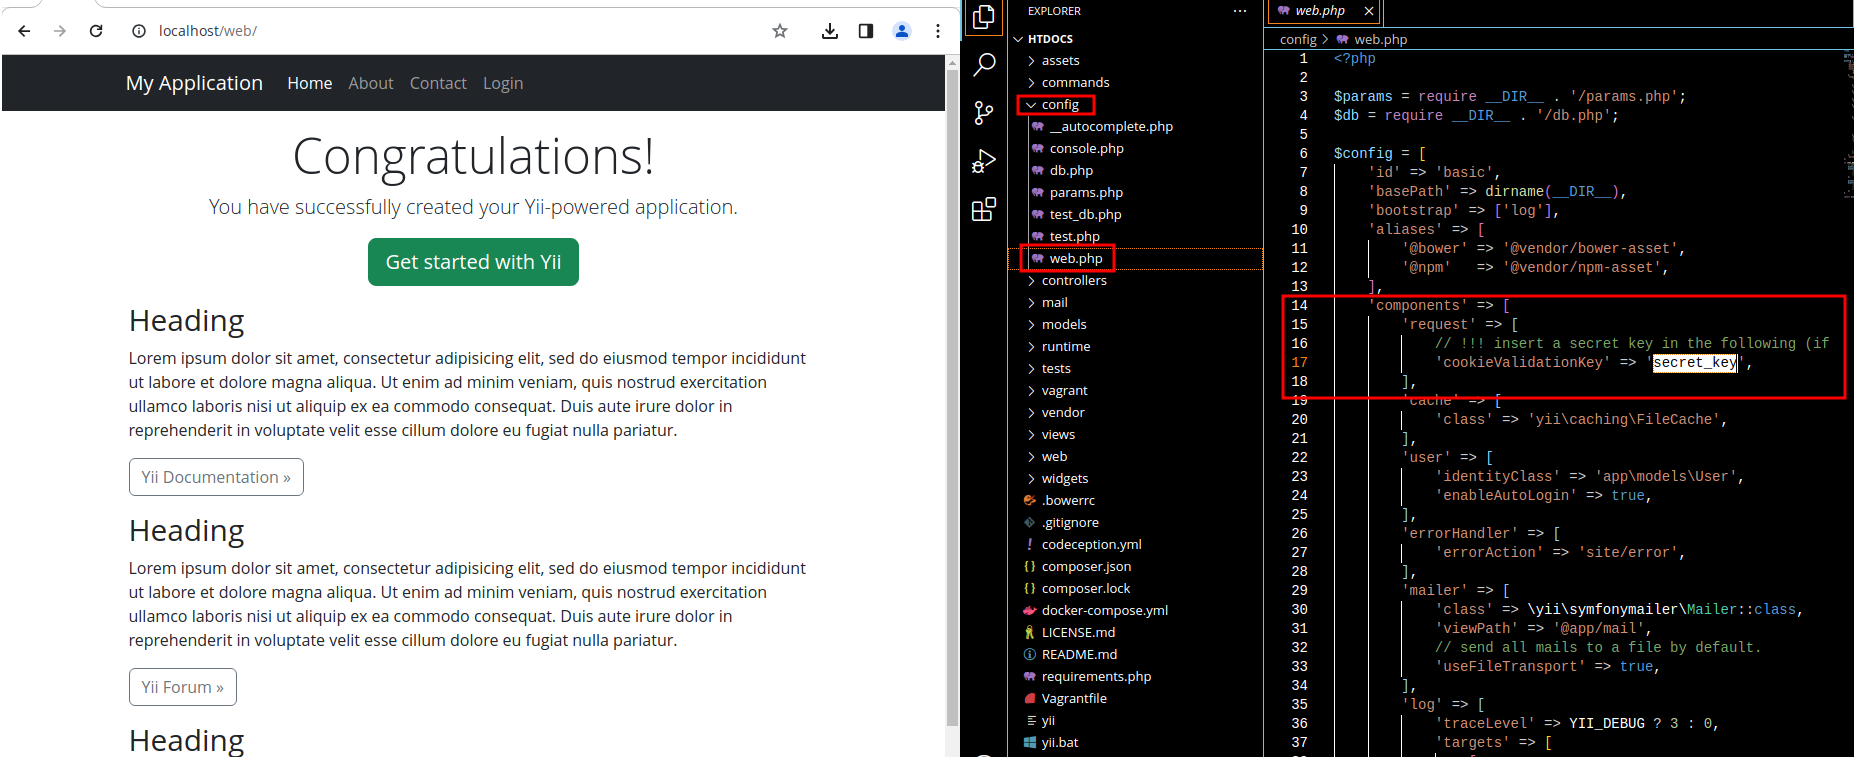 localhost/web/
My Application Home About Contact Login
Congratulations!
You have successfully created your Yii-powered application.
Get started with Yii
Heading
Lorem ipsum dolor sit amet, consectetur adipisicing elit, sed do eiusmod tempor incididunt
ut labore et dolore magna aliqua. Ut enim ad minim veniam, quis nostrud exercitation
ullamco laboris nisi ut aliquip ex ea commodo consequat. Duis aute irure dolor in
reprehenderit in voluptate velit esse cillum dolore eu fugiat nulla pariatur.
Yii Documentation »
Heading
Lorem ipsum dolor sit amet, consectetur adipisicing elit, sed do eiusmod tempor incididunt
ut labore et dolore magna aliqua. Ut enim ad minim veniam, quis nostrud exercitation
ullamco laboris nisi ut aliquip ex ea commodo consequat. Duis aute irure dolor in
reprehenderit in voluptate velit esse cillum dolore eu fugiat nulla pariatur.
Yii Forum »
Heading
EXPLORER
HTDOCS
assets
commands
config
__autocomplete.php
console.php
db.php
params.php
test_db.php
test.php
web.php
controllers
mail
models
runtime
tests
vagrant
vendor
views
web
widgets
.bowerrc
.gitignore
codeception.yml
composer.json
composer.lock
docker-compose.yml
LICENSE.md
README.md
requirements.php
Vagrantfile
yii
yii.bat
web.php
config > web.php
1 <?php
2
3 $params = require __DIR__ . '/params.php';
4 $db = require __DIR__ . '/db.php';
5
6 $config = [
7 'id' => 'basic',
8 'basePath' => dirname(__DIR__),
9 'bootstrap' => ['log'],
10 'aliases' => [
11 '@bower' => '@vendor/bower-asset',
12 '@npm'   => '@vendor/npm-asset',
13 ],
14 'components' => [
15 'request' => [
16 // !!! insert a secret key in the following (if
17 'cookieValidationKey' => 'secret_key',
18 ],
19 'cache' => [
20 'class' => 'yii\caching\FileCache',
21 ],
22 'user' => [
23 'identityClass' => 'app\models\User',
24 'enableAutoLogin' => true,
25 ],
26 'errorHandler' => [
27 'errorAction' => 'site/error',
28 ],
29 'mailer' => [
30 'class' => \yii\symfonymailer\Mailer::class,
31 'viewPath' => '@app/mail',
32 // send all mails to a file by default.
33 'useFileTransport' => true,
34 ],
35 'log' => [
36 'traceLevel' => YII_DEBUG ? 3 : 0,
37 'targets' => [